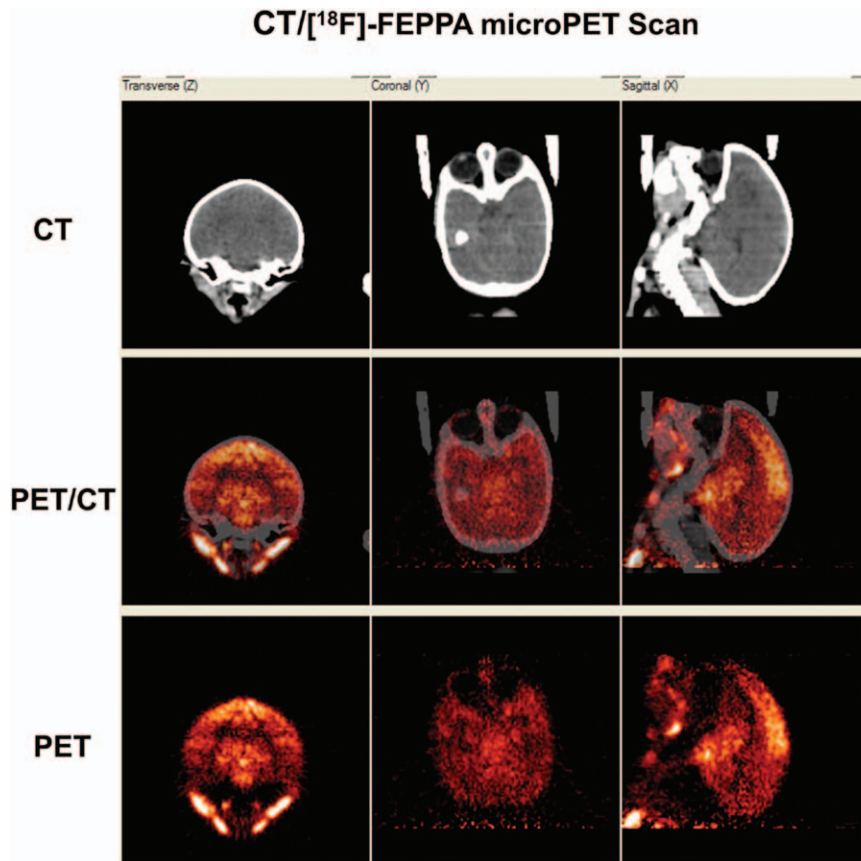 CT/[¹⁸F]-FEPPA microPET Scan
Transverse (Z)
Coronal (Y)
Sagittal (X)
CT
PET/CT
PET